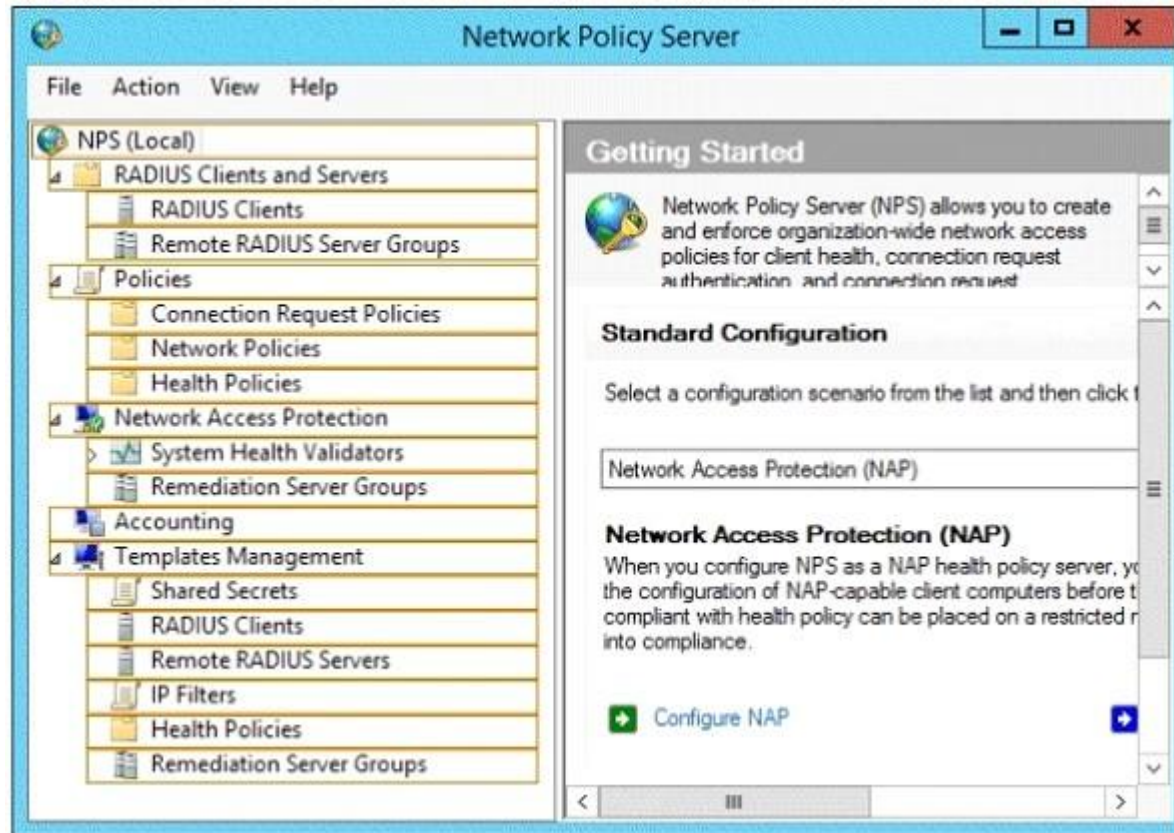 Network Policy Server
File Action View Help
NPS (Local)
RADIUS Clients and Servers
RADIUS Clients
Remote RADIUS Server Groups
Policies
Connection Request Policies
Network Policies
Health Policies
Network Access Protection
System Health Validators
Remediation Server Groups
Accounting
Templates Management
Shared Secrets
RADIUS Clients
Remote RADIUS Servers
IP Filters
Health Policies
Remediation Server Groups
Getting Started
Network Policy Server (NPS) allows you to create
and enforce organization-wide network access
policies for client health, connection request
authentication, and connection request
Standard Configuration
Select a configuration scenario from the list and then click
Network Access Protection (NAP)
Network Access Protection (NAP)
When you configure NPS as a NAP health policy server,
the configuration of NAP-capable client computers before
compliant with health policy can be placed on a restricted
into compliance.
Configure NAP